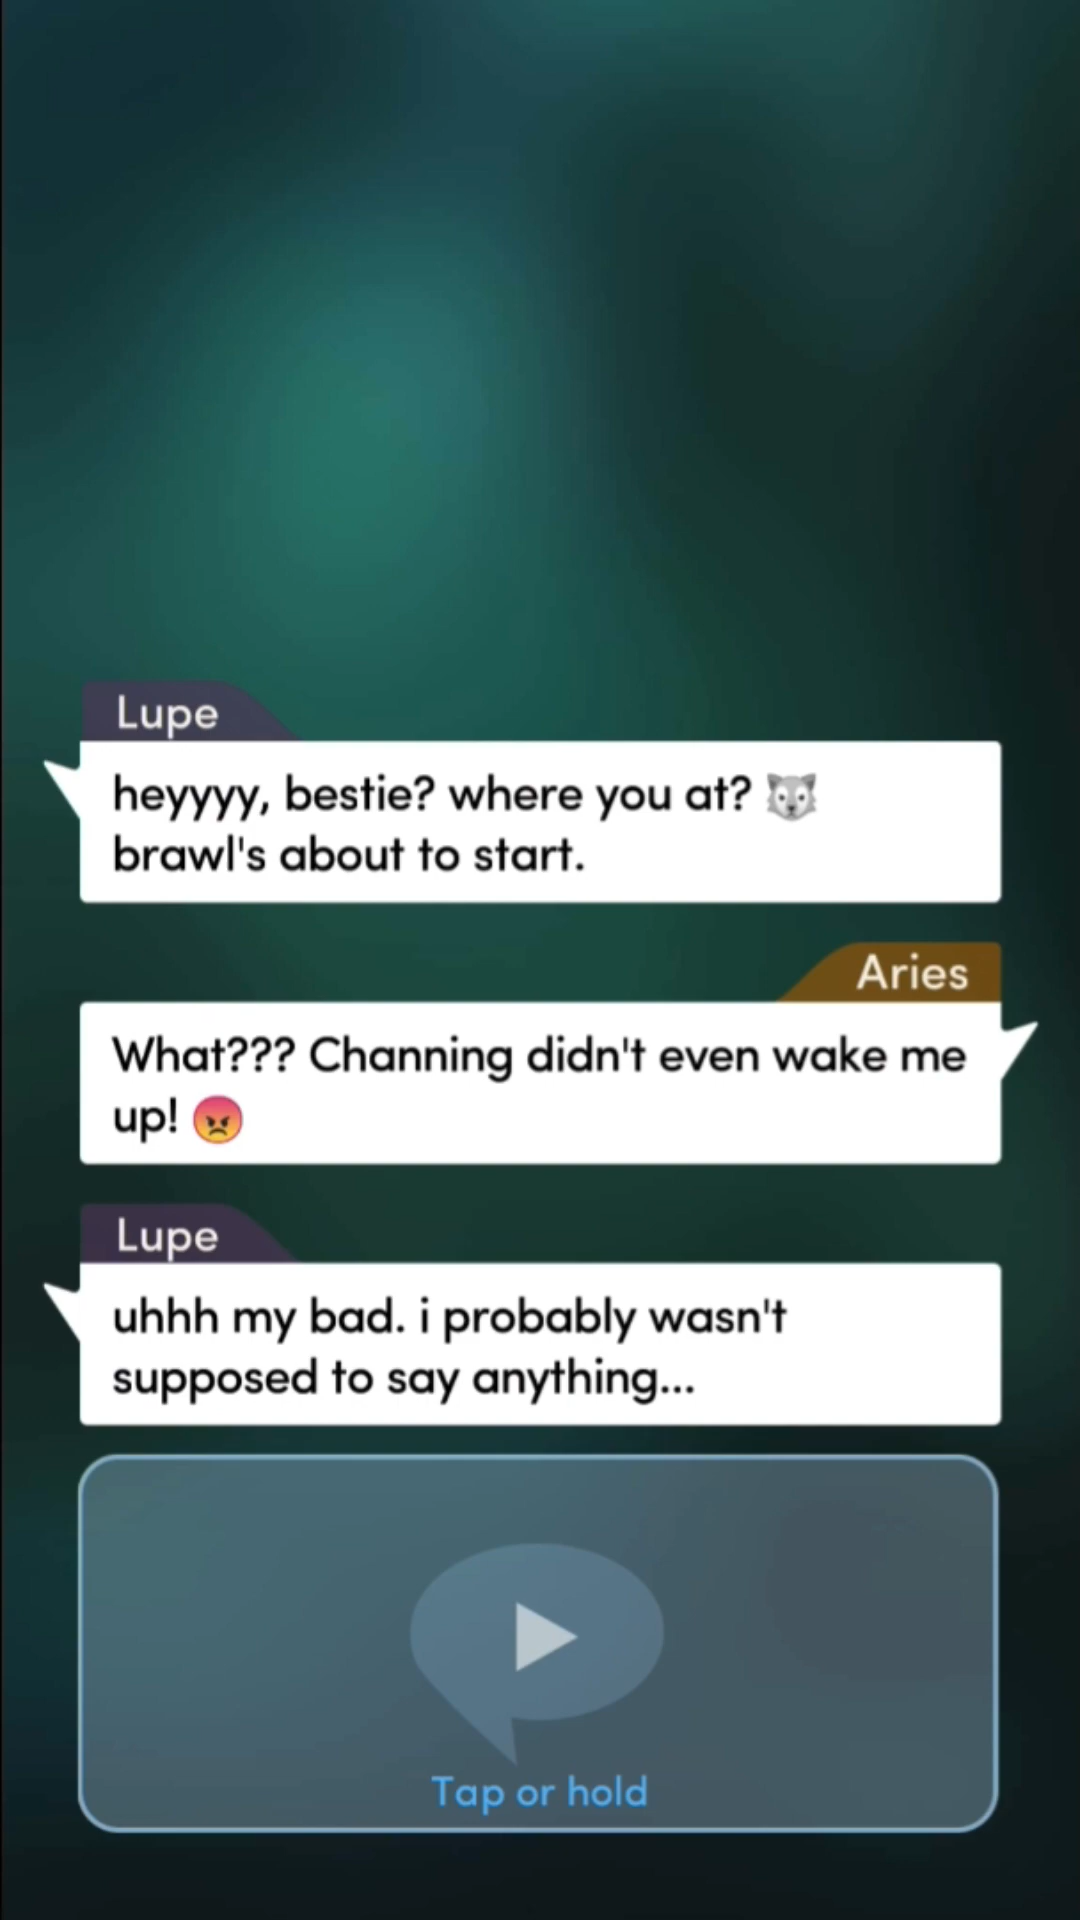 Lupe
heyyyy, bestie? where you at? 🐺
brawl's about to start.
Aries
What??? Channing didn't even wake me
up! 😡
Lupe
uhhh my bad. i probably wasn't
supposed to say anything...
Tap or hold